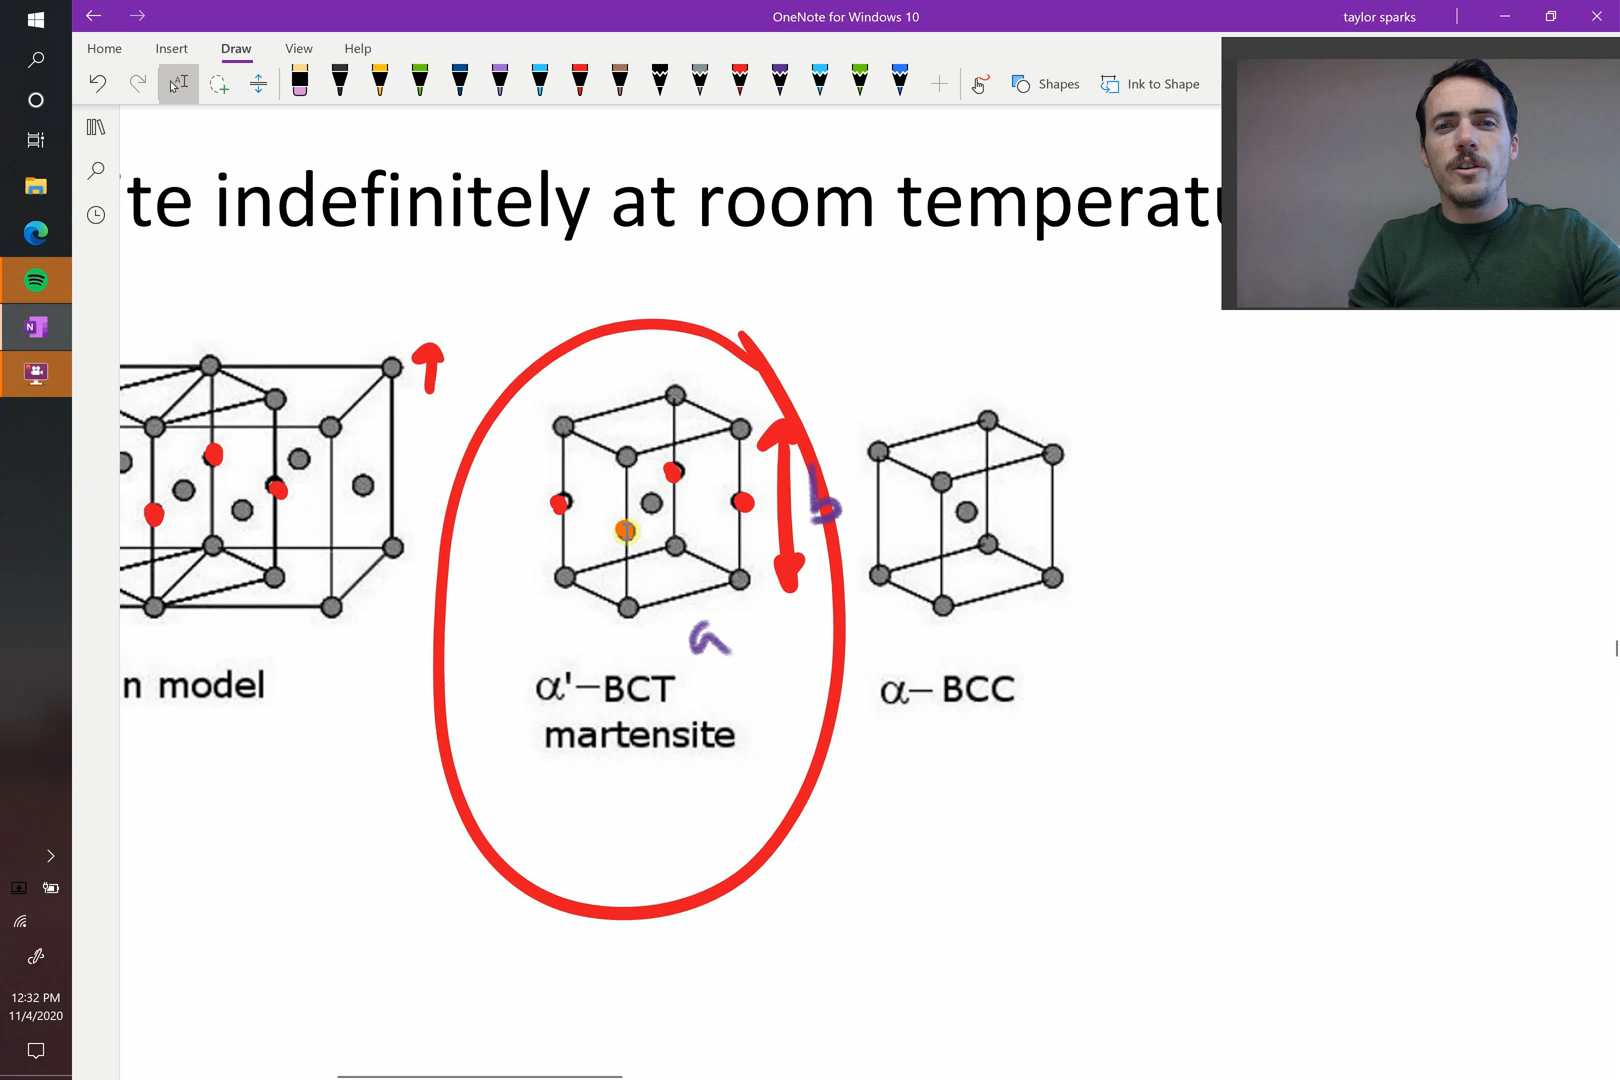 OneNote for Windows 10
taylor sparks
Home Insert Draw View Help
Shapes
Ink to Shape
te indefinitely at room temperatu
b
a
n model
α'−BCT
martensite
α− BCC
12:32 PM
11/4/2020